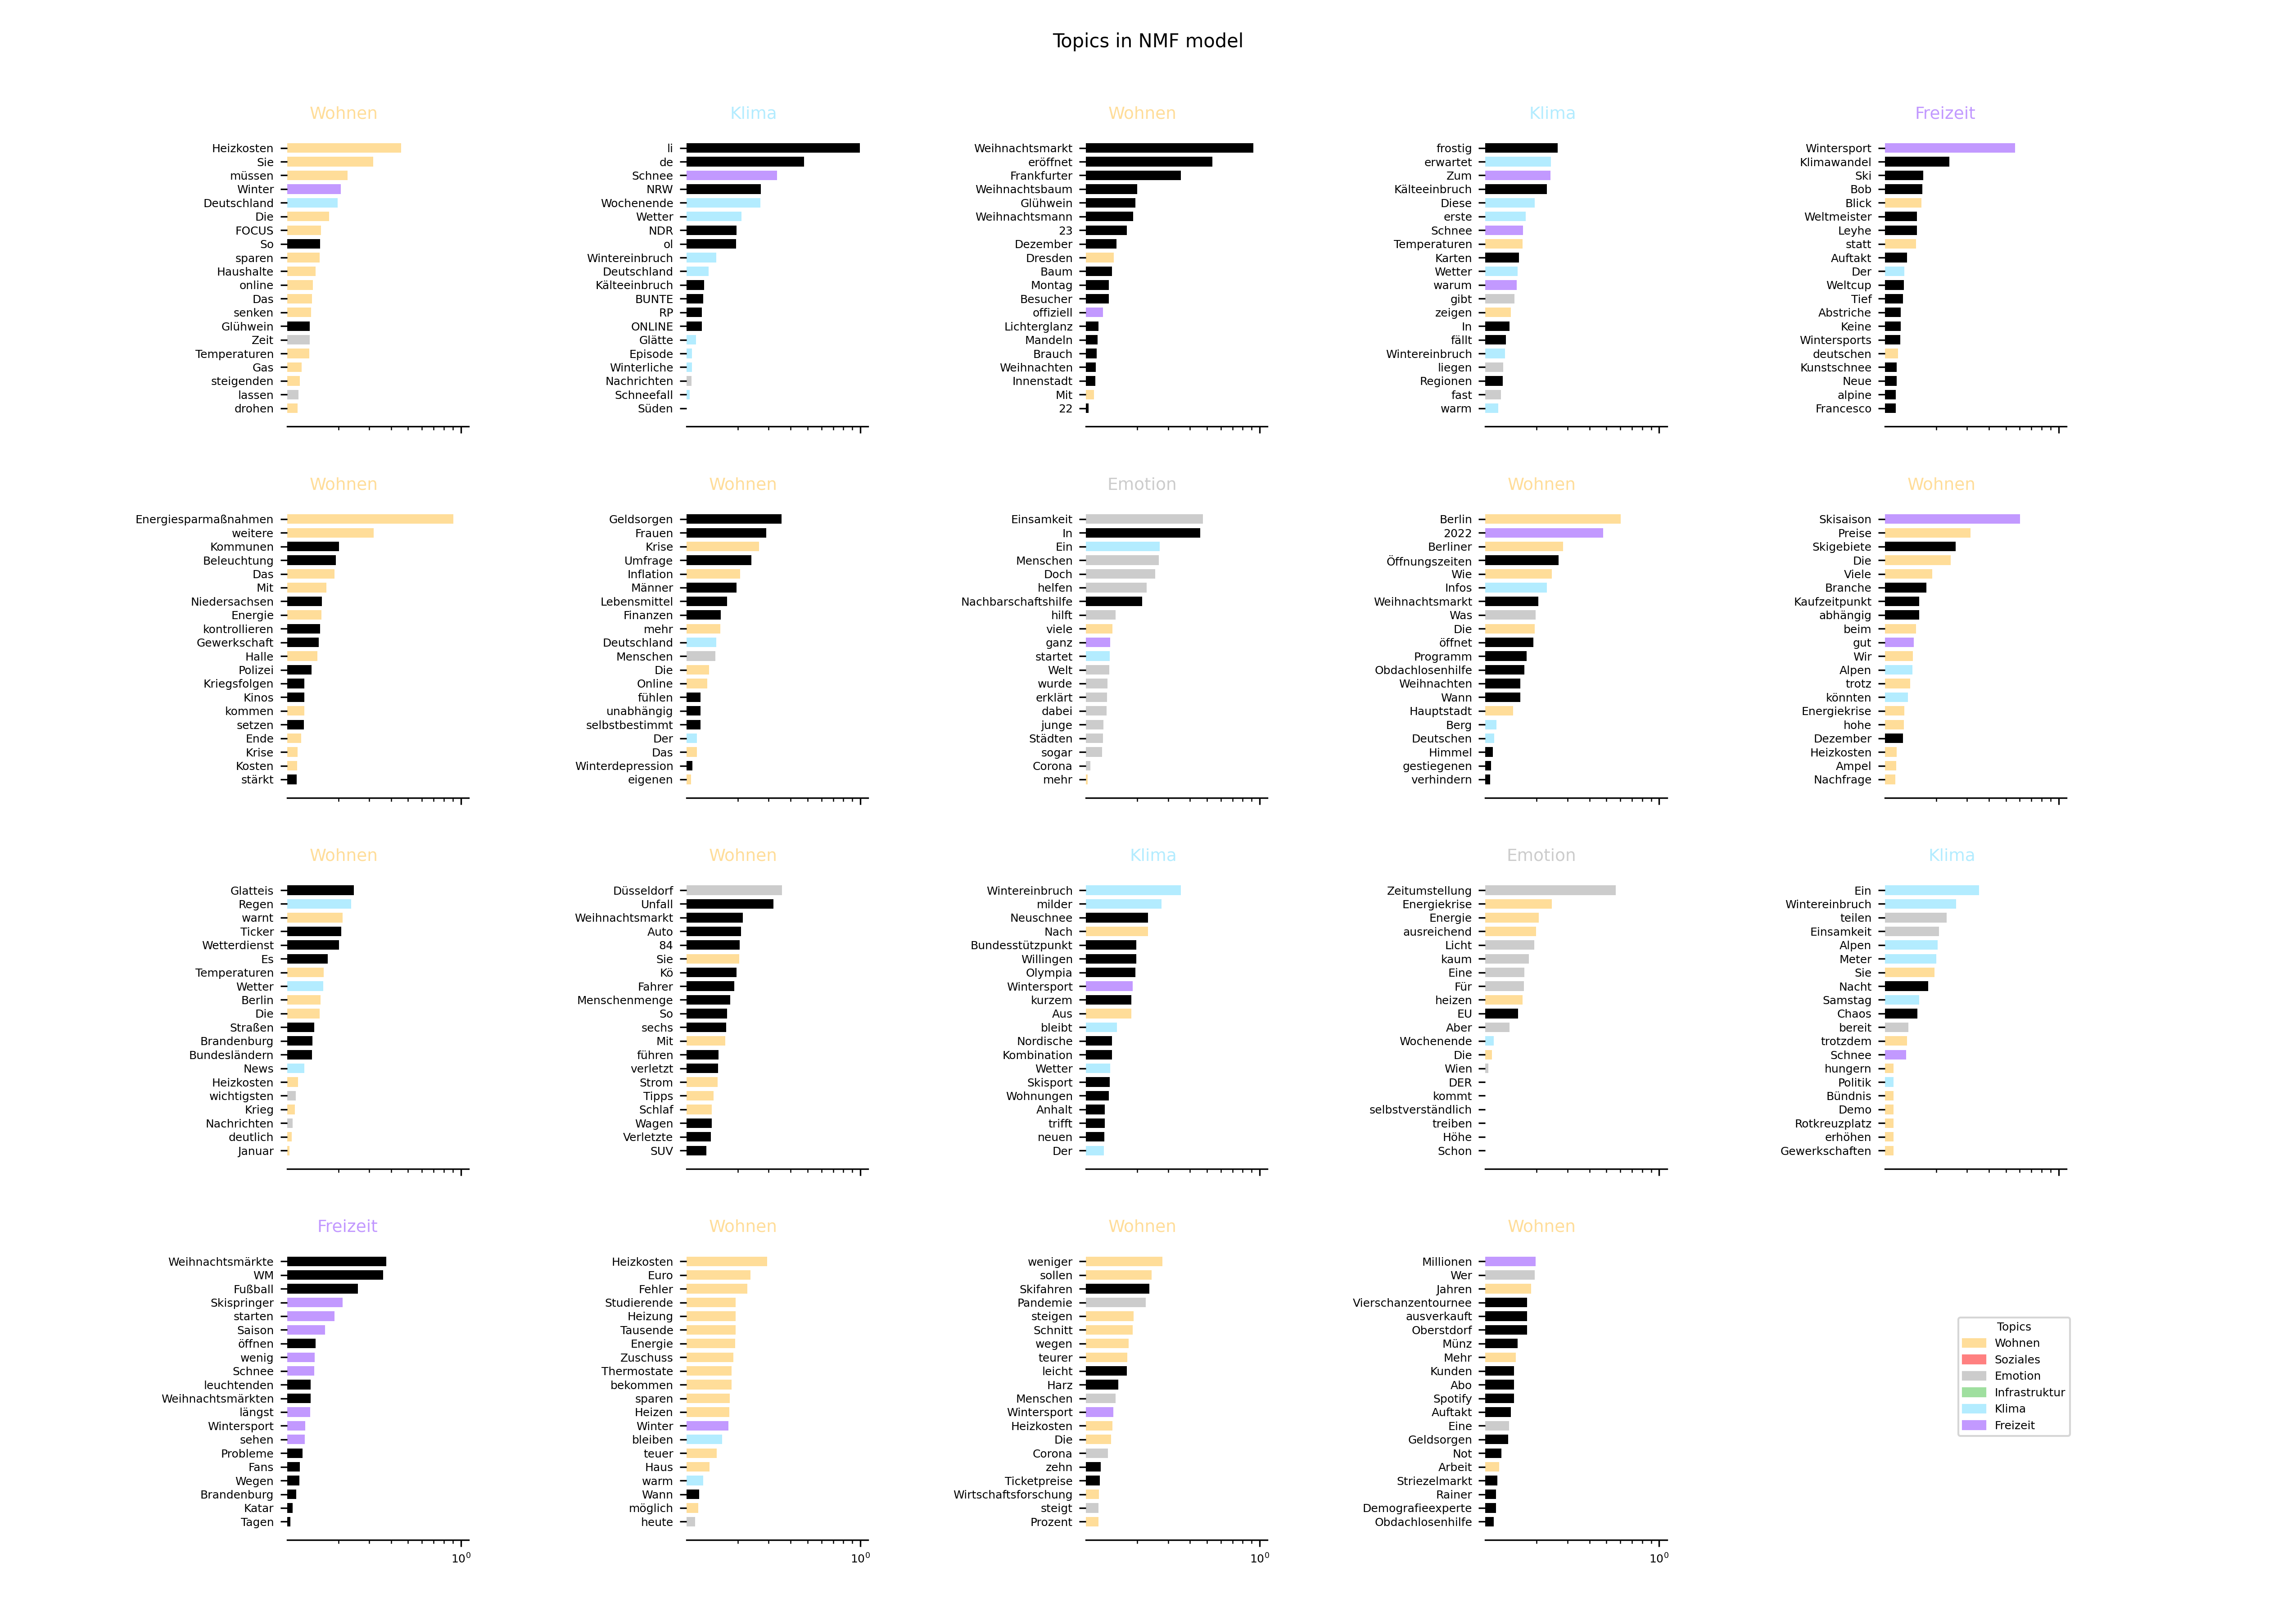 Topics in NMF model
Wohnen
Heizkosten
Sie
müssen
Winter
Deutschland
Die
FOCUS
So
sparen
Haushalte
online
Das
senken
Glühwein
Zeit
Temperaturen
Gas
steigenden
lassen
drohen
Klima
li
de
Schnee
NRW
Wochenende
Wetter
NDR
ol
Wintereinbruch
Deutschland
Kälteeinbruch
BUNTE
RP
ONLINE
Glätte
Episode
Winterliche
Nachrichten
Schneefall
Süden
Wohnen
Weihnachtsmarkt
eröffnet
Frankfurter
Weihnachtsbaum
Glühwein
Weihnachtsmann
23
Dezember
Dresden
Baum
Montag
Besucher
offiziell
Lichterglanz
Mandeln
Brauch
Weihnachten
Innenstadt
Mit
22
Klima
frostig
erwartet
Zum
Kälteeinbruch
Diese
erste
Schnee
Temperaturen
Karten
Wetter
warum
gibt
zeigen
In
fällt
Wintereinbruch
liegen
Regionen
fast
warm
Freizeit
Wintersport
Klimawandel
Ski
Bob
Blick
Weltmeister
Leyhe
statt
Auftakt
Der
Weltcup
Tief
Abstriche
Keine
Wintersports
deutschen
Kunstschnee
Neue
alpine
Francesco
Wohnen
Energiesparmaßnahmen
weitere
Kommunen
Beleuchtung
Das
Mit
Niedersachsen
Energie
kontrollieren
Gewerkschaft
Halle
Polizei
Kriegsfolgen
Kinos
kommen
setzen
Ende
Krise
Kosten
stärkt
Wohnen
Geldsorgen
Frauen
Krise
Umfrage
Inflation
Männer
Lebensmittel
Finanzen
mehr
Deutschland
Menschen
Die
Online
fühlen
unabhängig
selbstbestimmt
Der
Das
Winterdepression
eigenen
Emotion
Einsamkeit
In
Ein
Menschen
Doch
helfen
Nachbarschaftshilfe
hilft
viele
ganz
startet
Welt
wurde
erklärt
dabei
junge
Städten
sogar
Corona
mehr
Wohnen
Berlin
2022
Berliner
Öffnungszeiten
Wie
Infos
Weihnachtsmarkt
Was
Die
öffnet
Programm
Obdachlosenhilfe
Weihnachten
Wann
Hauptstadt
Berg
Deutschen
Himmel
gestiegenen
verhindern
Wohnen
Skisaison
Preise
Skigebiete
Die
Viele
Branche
Kaufzeitpunkt
abhängig
beim
gut
Wir
Alpen
trotz
könnten
Energiekrise
hohe
Dezember
Heizkosten
Ampel
Nachfrage
Wohnen
Glatteis
Regen
warnt
Ticker
Wetterdienst
Es
Temperaturen
Wetter
Berlin
Die
Straßen
Brandenburg
Bundesländern
News
Heizkosten
wichtigsten
Krieg
Nachrichten
deutlich
Januar
Wohnen
Düsseldorf
Unfall
Weihnachtsmarkt
Auto
84
Sie
Kö
Fahrer
Menschenmenge
So
sechs
Mit
führen
verletzt
Strom
Tipps
Schlaf
Wagen
Verletzte
SUV
Klima
Wintereinbruch
milder
Neuschnee
Nach
Bundesstützpunkt
Willingen
Olympia
Wintersport
kurzem
Aus
bleibt
Nordische
Kombination
Wetter
Skisport
Wohnungen
Anhalt
trifft
neuen
Der
Emotion
Zeitumstellung
Energiekrise
Energie
ausreichend
Licht
kaum
Eine
Für
heizen
EU
Aber
Wochenende
Die
Wien
DER
kommt
selbstverständlich
treiben
Höhe
Schon
Klima
Ein
Wintereinbruch
teilen
Einsamkeit
Alpen
Meter
Sie
Nacht
Samstag
Chaos
bereit
trotzdem
Schnee
hungern
Politik
Bündnis
Demo
Rotkreuzplatz
erhöhen
Gewerkschaften
Freizeit
Weihnachtsmärkte
WM
Fußball
Skispringer
starten
Saison
öffnen
wenig
Schnee
leuchtenden
Weihnachtsmärkten
längst
Wintersport
sehen
Probleme
Fans
Wegen
Brandenburg
Katar
Tagen
10⁰
Wohnen
Heizkosten
Euro
Fehler
Studierende
Heizung
Tausende
Energie
Zuschuss
Thermostate
bekommen
sparen
Heizen
Winter
bleiben
teuer
Haus
warm
Wann
möglich
heute
10⁰
Wohnen
weniger
sollen
Skifahren
Pandemie
steigen
Schnitt
wegen
teurer
leicht
Harz
Menschen
Wintersport
Heizkosten
Die
Corona
zehn
Ticketpreise
Wirtschaftsforschung
steigt
Prozent
10⁰
Wohnen
Millionen
Wer
Jahren
Vierschanzentournee
ausverkauft
Oberstdorf
Münz
Mehr
Kunden
Abo
Spotify
Auftakt
Eine
Geldsorgen
Not
Arbeit
Striezelmarkt
Rainer
Demografieexperte
Obdachlosenhilfe
10⁰
Topics
Wohnen
Soziales
Emotion
Infrastruktur
Klima
Freizeit